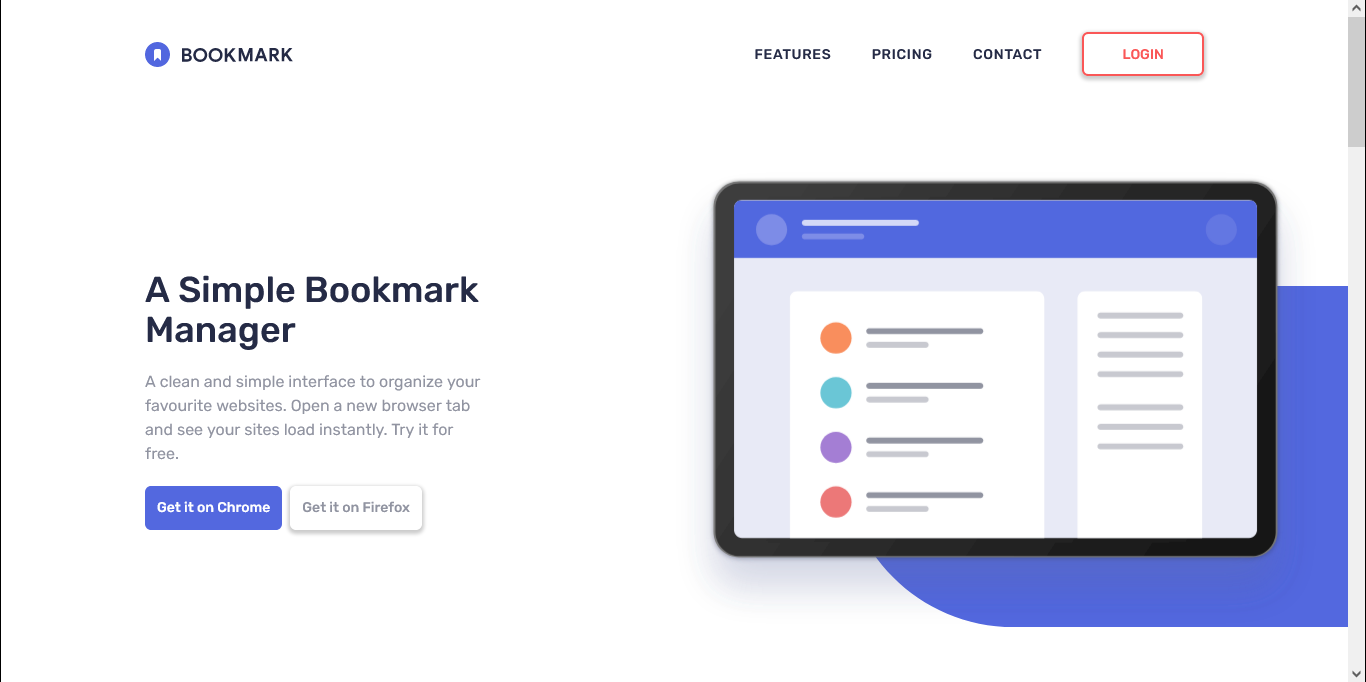 BOOKMARK
FEATURES
PRICING
CONTACT
LOGIN
A Simple Bookmark
Manager
A clean and simple interface to organize your
favourite websites. Open a new browser tab
and see your sites load instantly. Try it for
free.
Get it on Chrome
Get it on Firefox